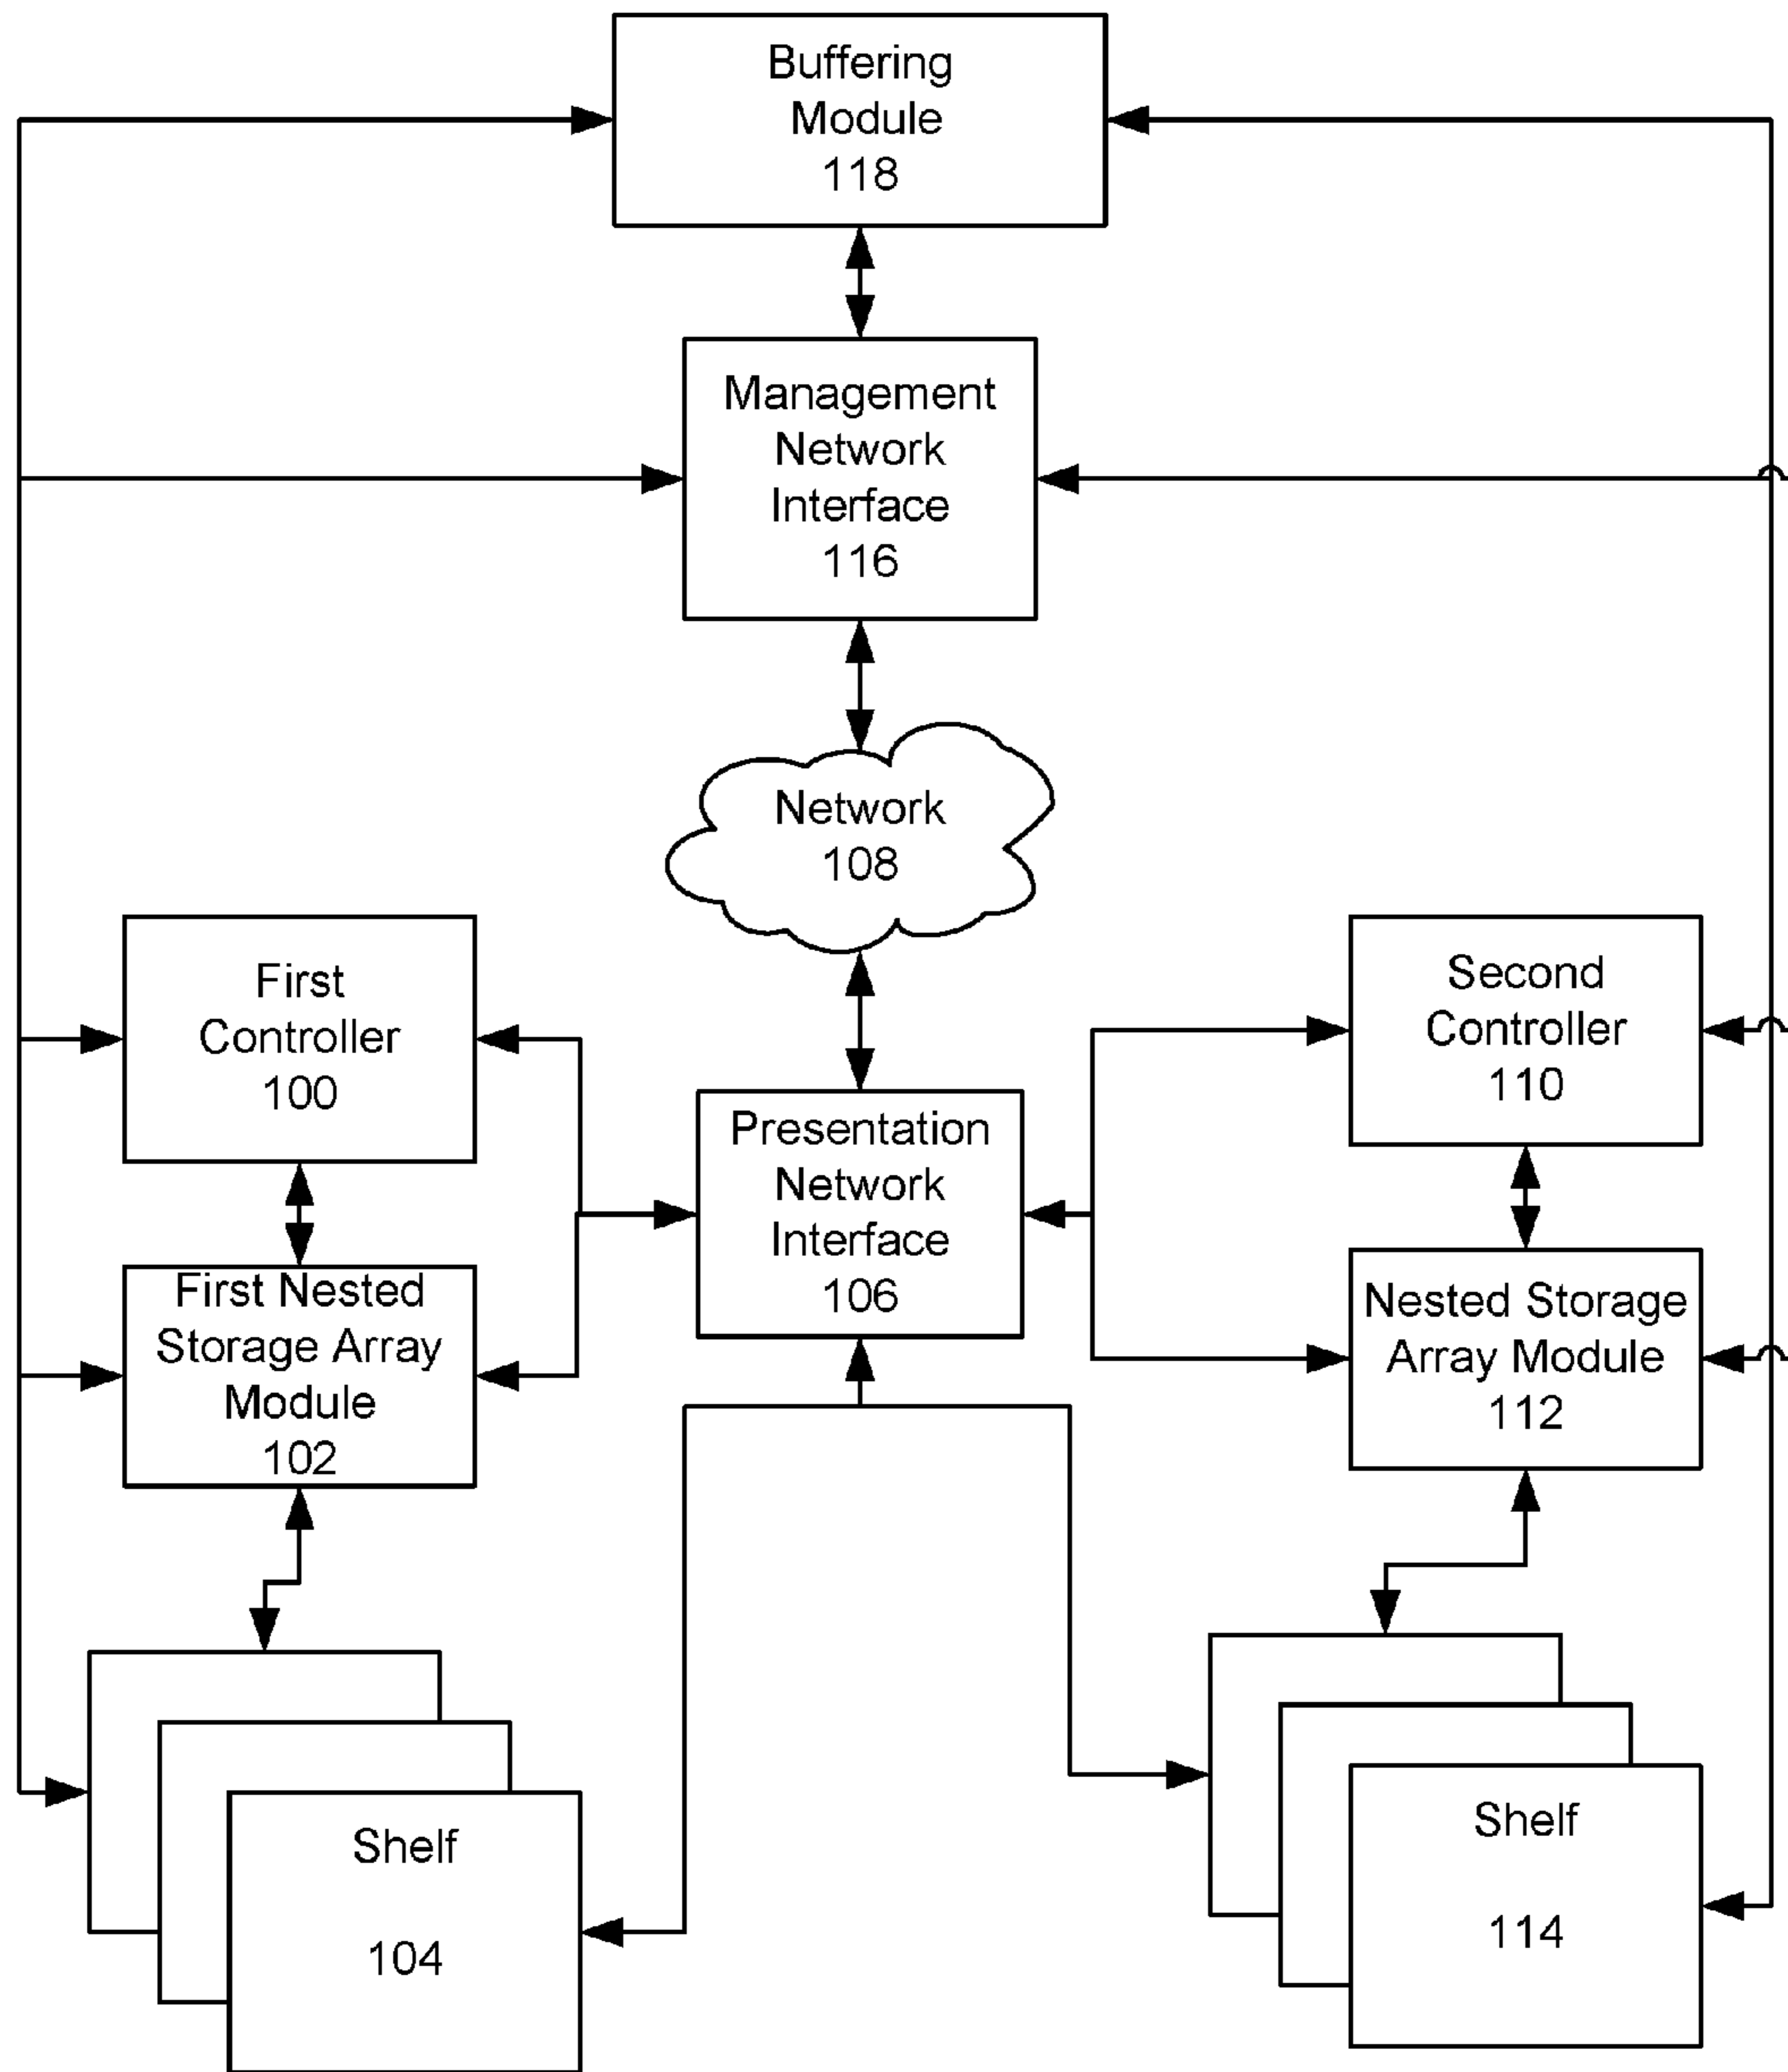 Buffering
Module
118
Management
Network
Interface
116
Network
108
First
Controller
100
Second
Controller
110
Presentation
Network
Interface
106
First Nested
Storage Array
Module
102
Nested Storage
Array Module
112
Shelf
104
Shelf
114